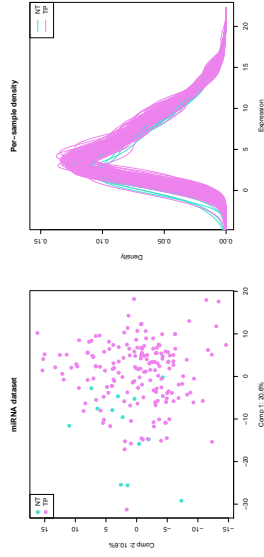 miRNA dataset
NT
TP
15
10
5
0
−5
−10
−15
Comp 2: 10.6%
−30
−20
−10
0
10
20
Comp 1: 20.6%
Per−sample density
NT
TP
0.15
0.10
0.05
0.00
Density
0
5
10
15
20
Expression